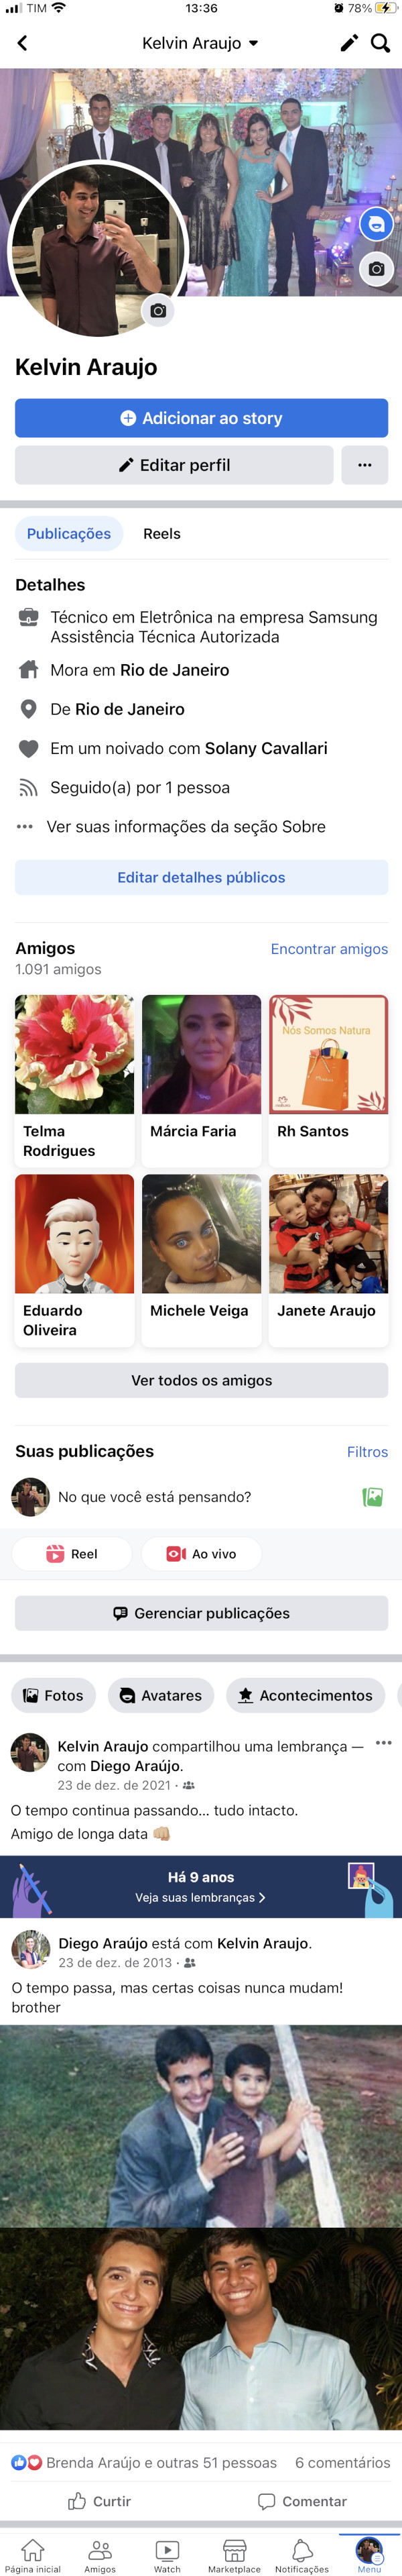 TIM 13:36 78%
Kelvin Araujo
Kelvin Araujo
Adicionar ao story
Editar perfil
Publicações Reels
Detalhes
Técnico em Eletrônica na empresa Samsung
Assistência Técnica Autorizada
Mora em Rio de Janeiro
De Rio de Janeiro
Em um noivado com Solany Cavallari
Seguido(a) por 1 pessoa
Ver suas informações da seção Sobre
Editar detalhes públicos
Amigos Encontrar amigos
1.091 amigos
Nós Somos Natura
Telma
Rodrigues
Márcia Faria
Rh Santos
Eduardo
Oliveira
Michele Veiga
Janete Araujo
Ver todos os amigos
Suas publicações Filtros
No que você está pensando?
Reel Ao vivo
Gerenciar publicações
Fotos Avatares Acontecimentos
Kelvin Araujo compartilhou uma lembrança —
com Diego Araújo.
23 de dez. de 2021 ·
O tempo continua passando... tudo intacto.
Amigo de longa data 👊🏼
Há 9 anos
Veja suas lembranças
Diego Araújo está com Kelvin Araujo.
23 de dez. de 2013 ·
O tempo passa, mas certas coisas nunca mudam!
brother
Brenda Araújo e outras 51 pessoas 6 comentários
Curtir Comentar
Página inicial Amigos Watch Marketplace Notificações Menu